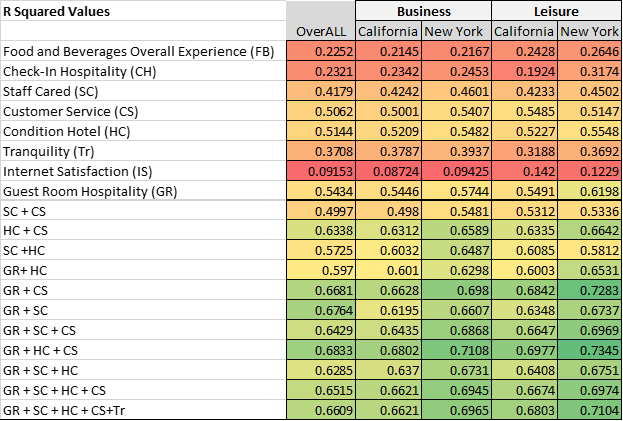 R Squared Values Business Leisure
OverALL California New York California New York
Food and Beverages Overall Experience (FB) 0.2252 0.2145 0.2167 0.2428 0.2646
Check-In Hospitality (CH) 0.2321 0.2342 0.2453 0.1924 0.3174
Staff Cared (SC) 0.4179 0.4242 0.4601 0.4233 0.4502
Customer Service (CS) 0.5062 0.5001 0.5407 0.5485 0.5147
Condition Hotel (HC) 0.5144 0.5209 0.5482 0.5227 0.5548
Tranquility (Tr) 0.3708 0.3787 0.3937 0.3188 0.3692
Internet Satisfaction (IS) 0.09153 0.08724 0.09425 0.142 0.1229
Guest Room Hospitality (GR) 0.5434 0.5446 0.5744 0.5491 0.6198
SC + CS 0.4997 0.498 0.5481 0.5312 0.5336
HC + CS 0.6338 0.6312 0.6589 0.6335 0.6642
SC +HC 0.5725 0.6032 0.6487 0.6085 0.5812
GR+ HC 0.597 0.601 0.6298 0.6003 0.6531
GR + CS 0.6681 0.6628 0.698 0.6842 0.7283
GR + SC 0.6764 0.6195 0.6607 0.6348 0.6737
GR + SC + CS 0.6429 0.6435 0.6868 0.6647 0.6969
GR + HC + CS 0.6833 0.6802 0.7108 0.6977 0.7345
GR + SC + HC 0.6285 0.637 0.6731 0.6408 0.6751
GR + SC + HC + CS 0.6515 0.6621 0.6945 0.6674 0.6974
GR + SC + HC + CS+Tr 0.6609 0.6621 0.6965 0.6803 0.7104